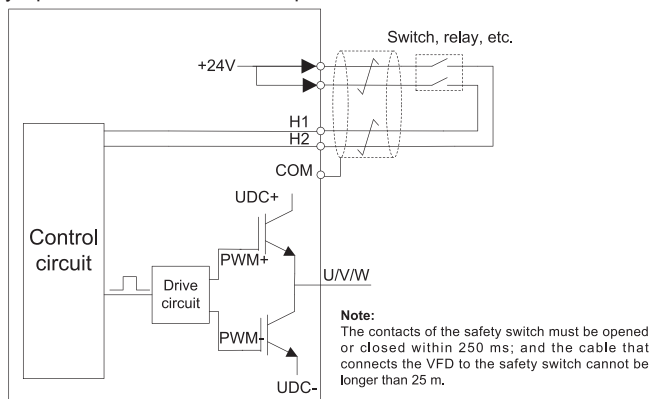 Switch, relay, etc.
+24V
H1
H2
COM
UDC+
Control
circuit
PWM+
Drive
circuit
U/V/W
PWM-
UDC-
Note:
The contacts of the safety switch must be opened
or closed within 250 ms; and the cable that
connects the VFD to the safety switch cannot be
longer than 25 m.